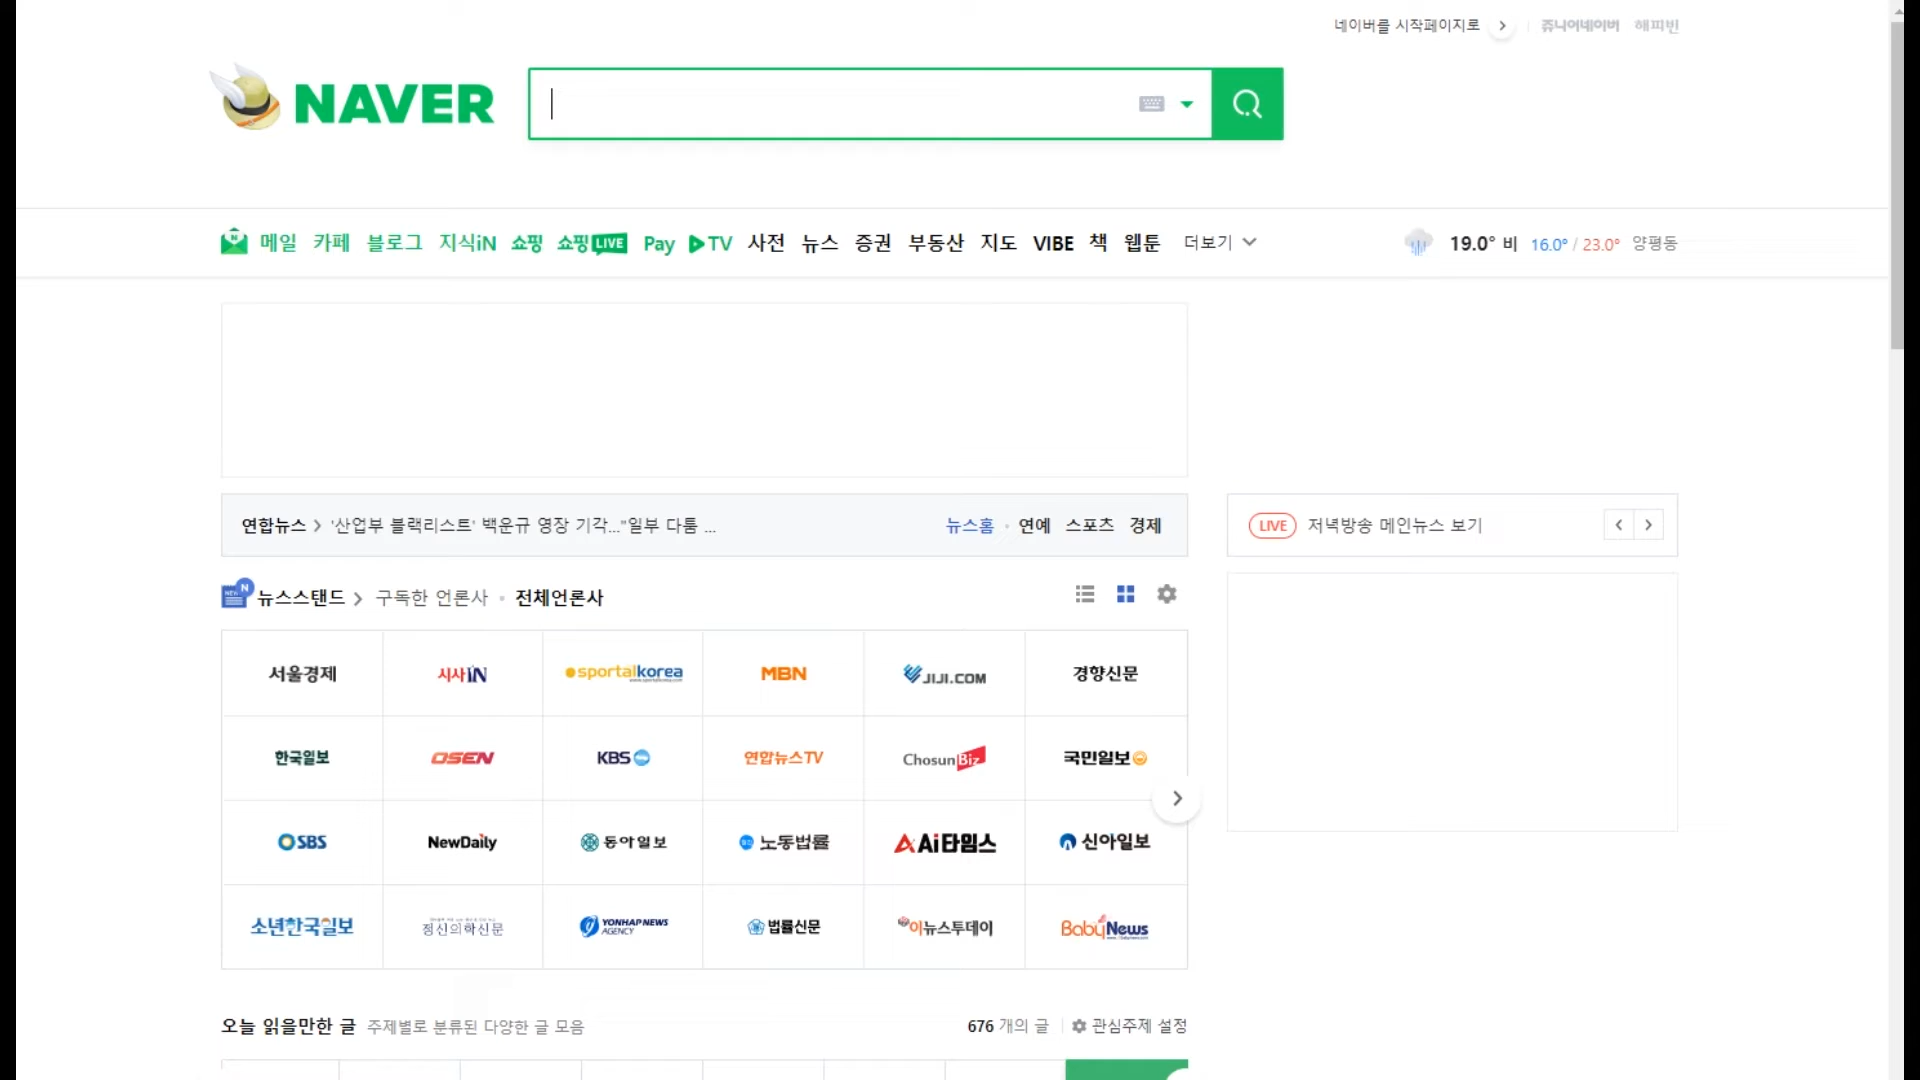 네이버를 시작페이지로 쥬니어네이버 해피빈
NAVER
메일 카페 블로그 지식iN 쇼핑 쇼핑LIVE Pay TV 사전 뉴스 증권 부동산 지도 VIBE 책 웹툰 더보기
19.0° 비 16.0° / 23.0° 양평동
연합뉴스 '산업부 블랙리스트' 백운규 영장 기각..."일부 다툼 ...
뉴스홈 연예 스포츠 경제
LIVE 저녁방송 메인뉴스 보기
뉴스스탠드 구독한 언론사 전체언론사
서울경제 시사IN sportalkorea MBN JIJI.COM 경향신문
한국일보 OSEN KBS 연합뉴스TV ChosunBiz 국민일보
SBS NewDaily 동아일보 노동법률 Ai타임스 신아일보
소년한국일보 정신의학신문 YONHAP NEWS AGENCY 법률신문 이뉴스투데이 BabyNews
오늘 읽을만한 글 주제별로 분류된 다양한 글 모음
676 개의 글 관심주제 설정